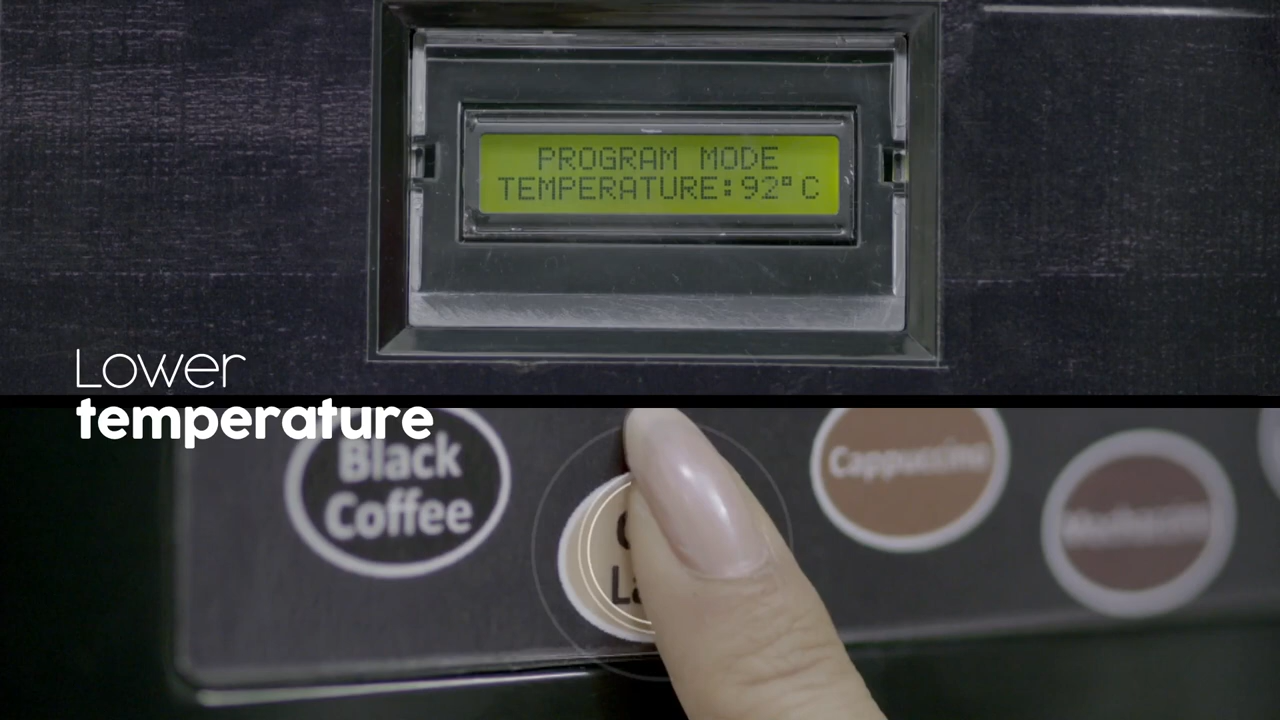 PROGRAM MODE
TEMPERATURE:92°C
Lower
temperature
Black
Coffee
Cappuccino